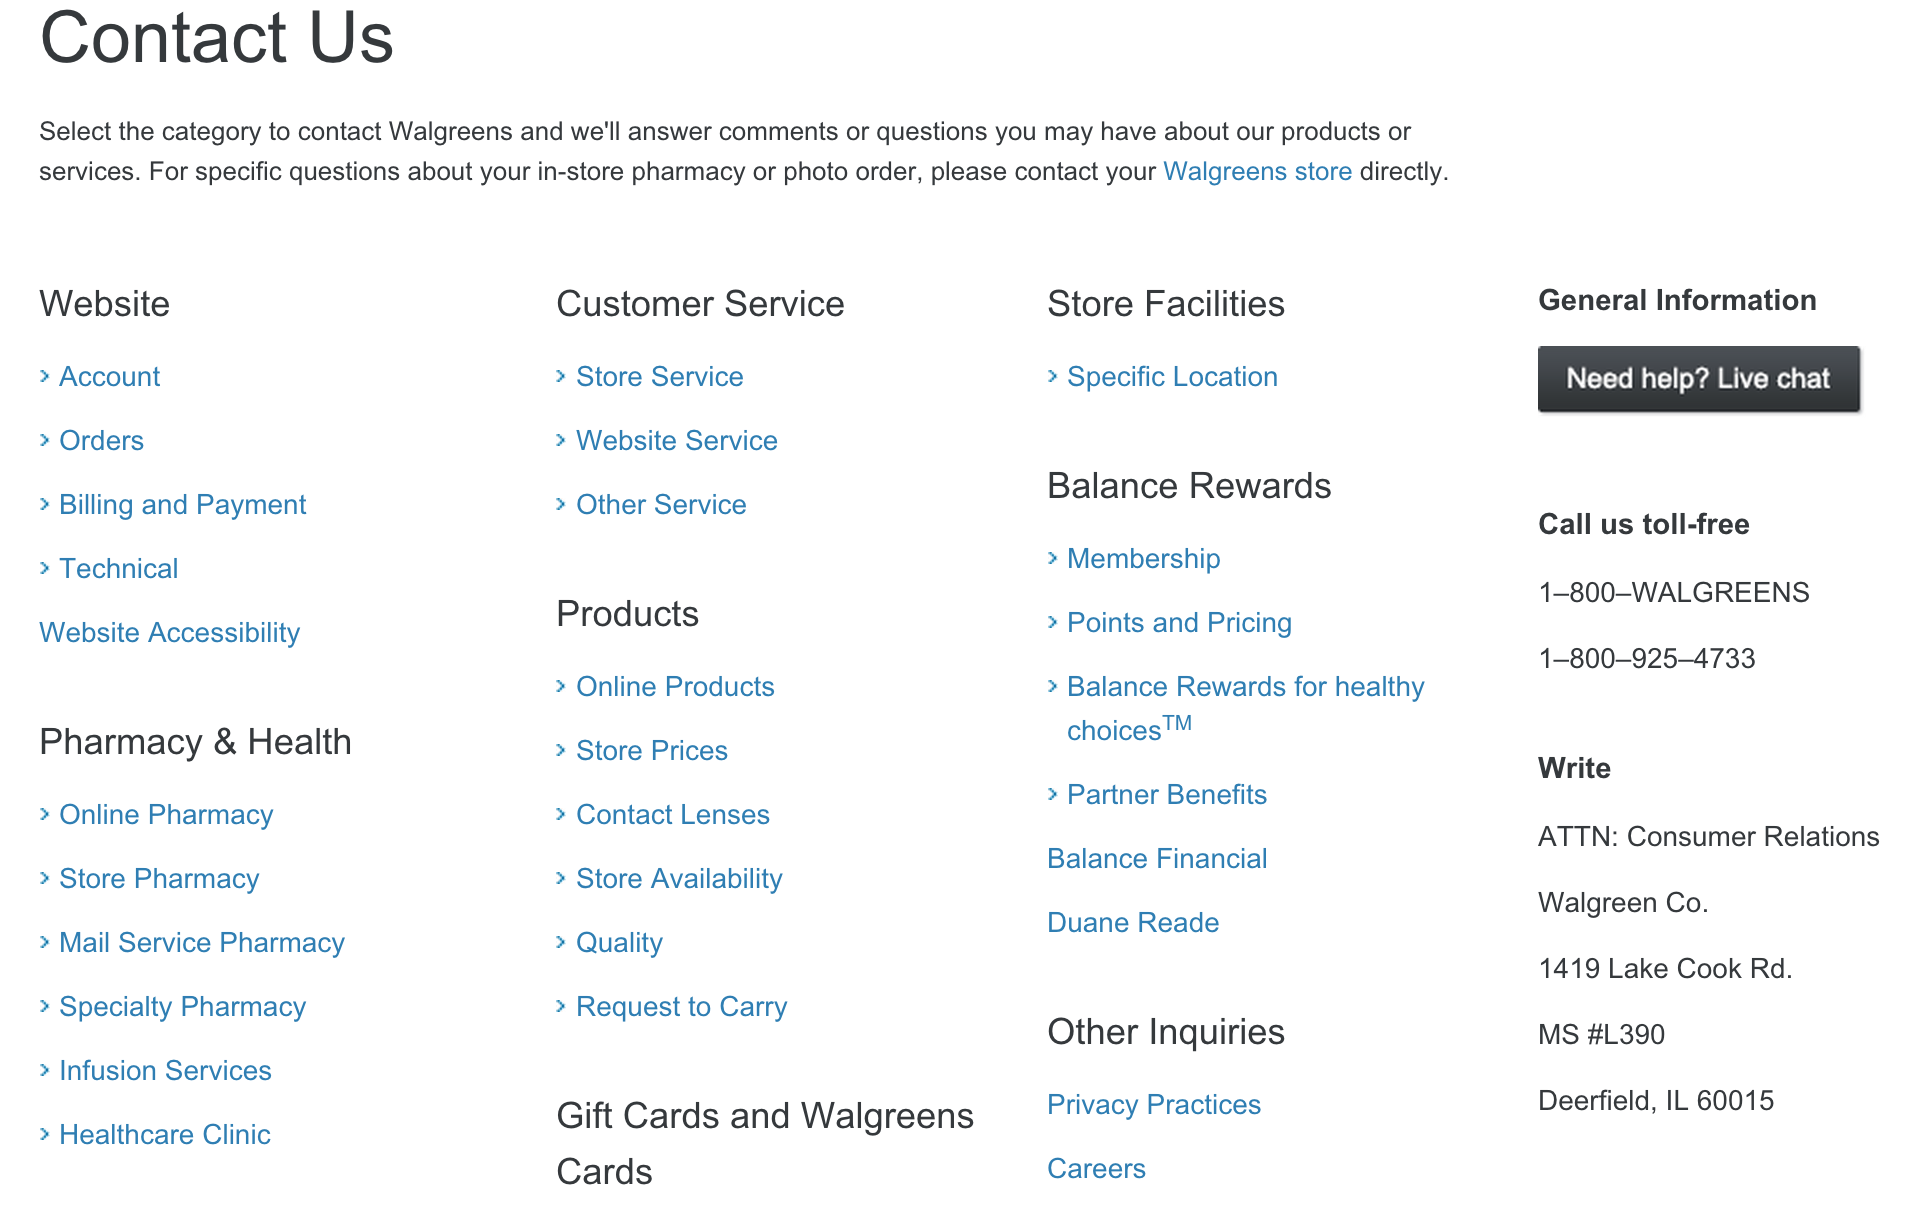 Contact Us
Select the category to contact Walgreens and we'll answer comments or questions you may have about our products or
services. For specific questions about your in-store pharmacy or photo order, please contact your Walgreens store directly.
Website
Account
Orders
Billing and Payment
Technical
Website Accessibility
Pharmacy & Health
Online Pharmacy
Store Pharmacy
Mail Service Pharmacy
Specialty Pharmacy
Infusion Services
Healthcare Clinic
Customer Service
Store Service
Website Service
Other Service
Products
Online Products
Store Prices
Contact Lenses
Store Availability
Quality
Request to Carry
Gift Cards and Walgreens
Cards
Store Facilities
Specific Location
Balance Rewards
Membership
Points and Pricing
Balance Rewards for healthy
choices™
Partner Benefits
Balance Financial
Duane Reade
Other Inquiries
Privacy Practices
Careers
General Information
Need help? Live chat
Call us toll-free
1–800–WALGREENS
1–800–925–4733
Write
ATTN: Consumer Relations
Walgreen Co.
1419 Lake Cook Rd.
MS #L390
Deerfield, IL 60015